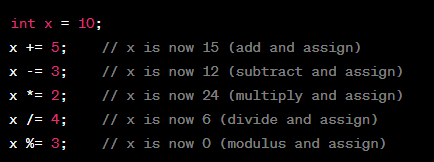 int x = 10;
x += 5;    // x is now 15 (add and assign)
x -= 3;    // x is now 12 (subtract and assign)
x *= 2;    // x is now 24 (multiply and assign)
x /= 4;    // x is now 6 (divide and assign)
x %= 3;    // x is now 0 (modulus and assign)